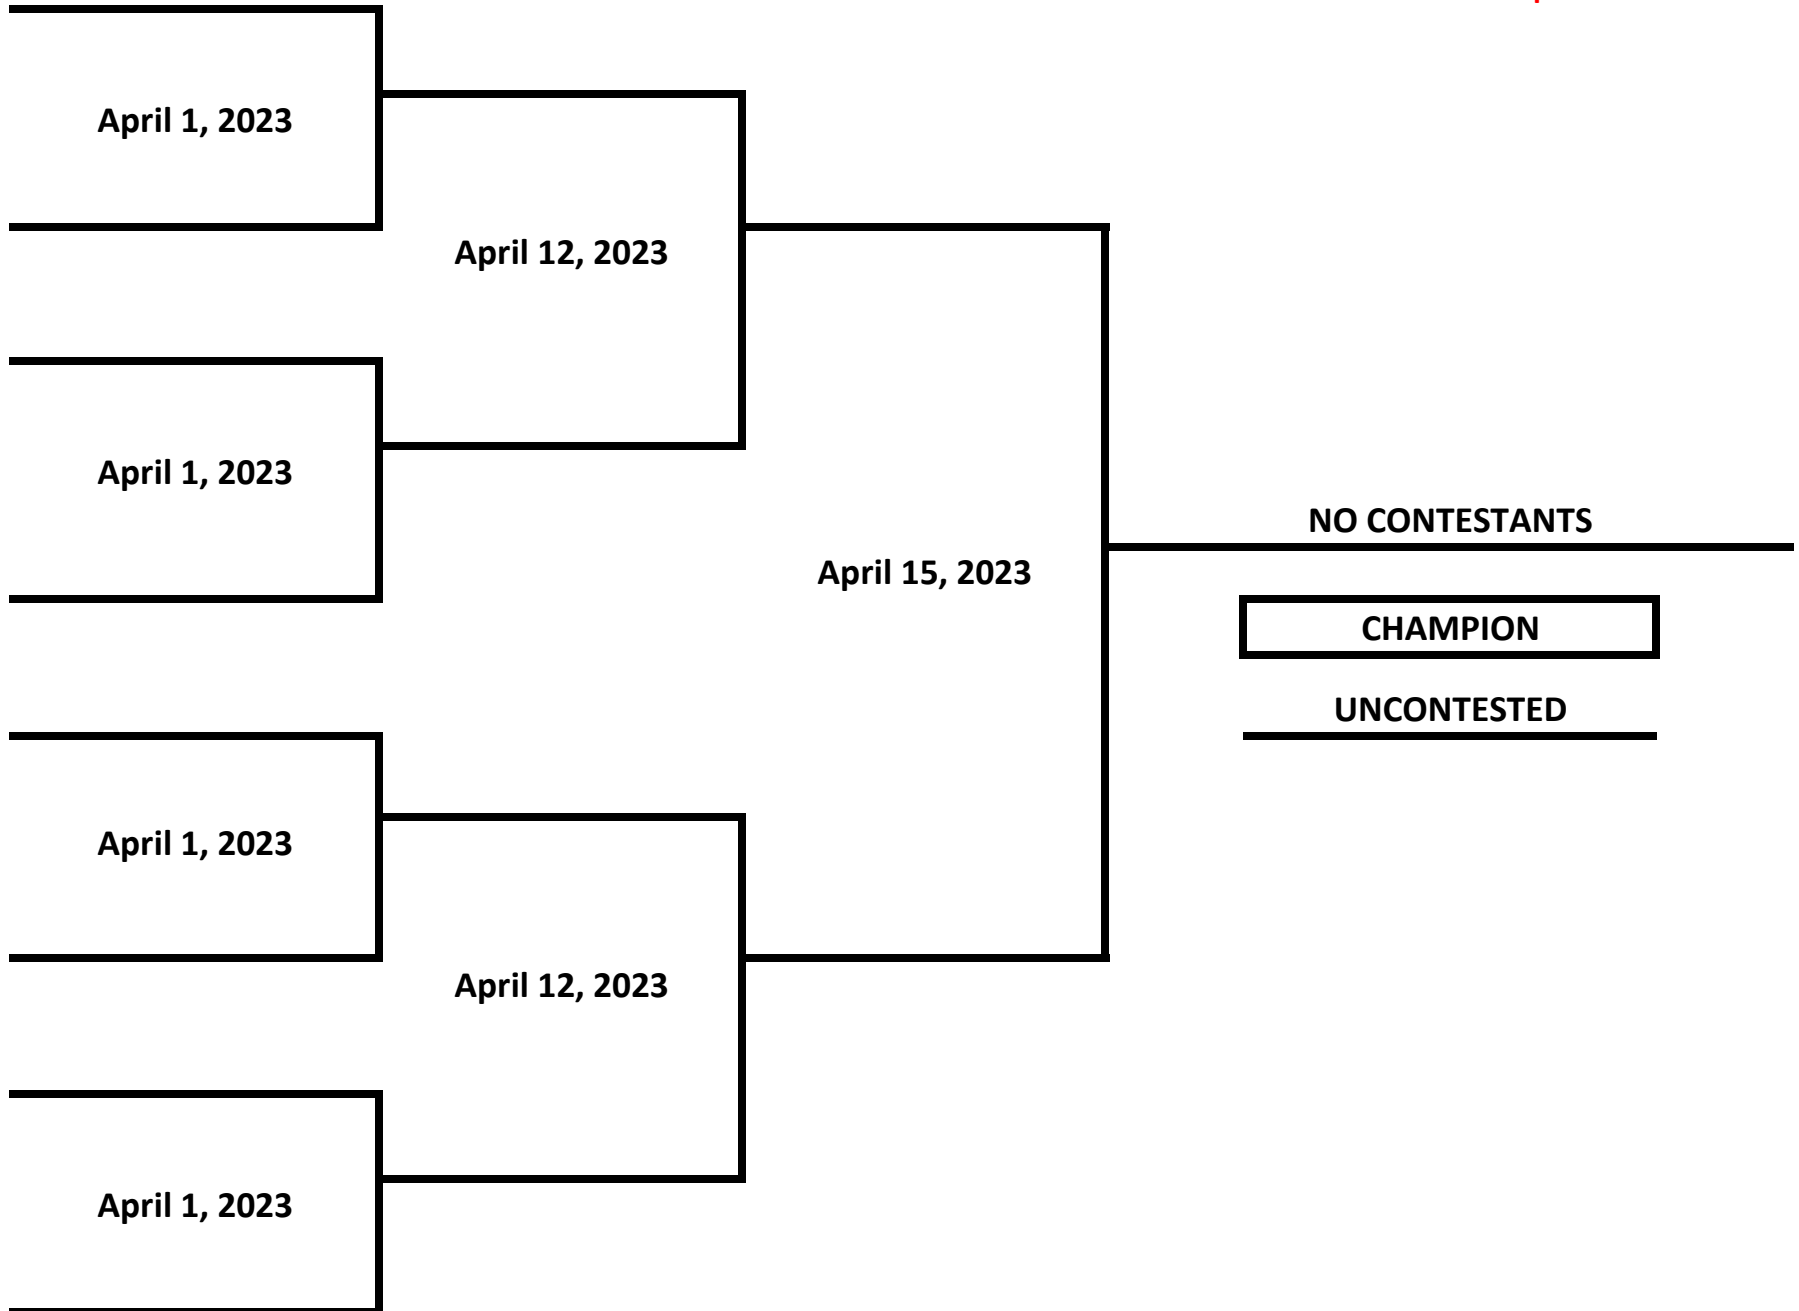 April 1, 2023
April 12, 2023
April 1, 2023
NO CONTESTANTS
April 15, 2023
CHAMPION
UNCONTESTED
April 1, 2023
April 12, 2023
April 1, 2023